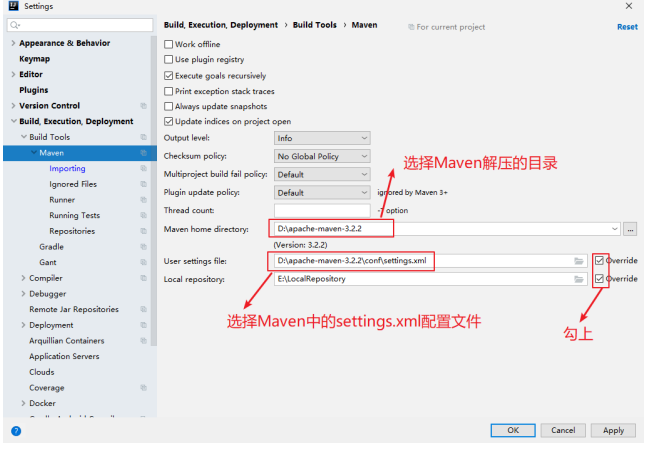 Settings
Build, Execution, Deployment › Build Tools › Maven
For current project
Reset
Appearance & Behavior
Keymap
Editor
Plugins
Version Control
Build, Execution, Deployment
Build Tools
Maven
Importing
Ignored Files
Runner
Running Tests
Repositories
Gradle
Gant
Compiler
Debugger
Remote Jar Repositories
Deployment
Arquillian Containers
Application Servers
Clouds
Coverage
Docker
Work offline
Use plugin registry
Execute goals recursively
Print exception stack traces
Always update snapshots
Update indices on project open
Output level: Info
Checksum policy: No Global Policy
Multiproject build fail policy: Default
Plugin update policy: Default ignored by Maven 3+
Thread count: -T option
Maven home directory: D:\apache-maven-3.2.2 ...
(Version: 3.2.2)
User settings file: D:\apache-maven-3.2.2\conf\settings.xml Override
Local repository: E:\LocalRepository Override
选择Maven解压的目录
选择Maven中的settings.xml配置文件
勾上
?
OK
Cancel
Apply